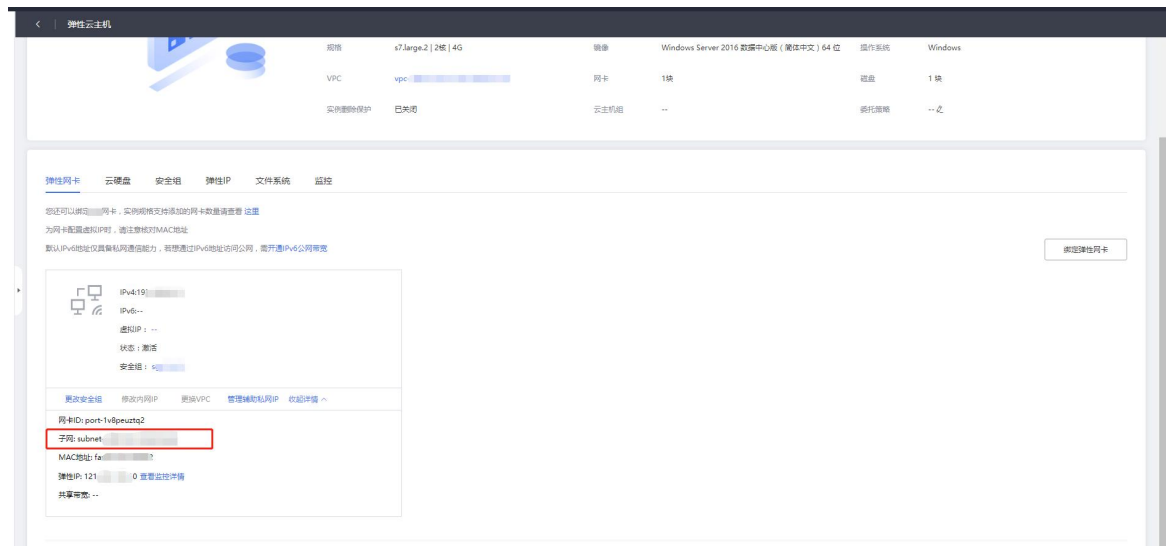 弹性云主机
规格 s7.large.2 | 2核 | 4G 镜像 Windows Server 2016 数据中心版（简体中文）64 位 操作系统 Windows
VPC vpc- 网卡 1块 磁盘 1 块
实例删除保护 已关闭 云主机组 -- 委托策略 --
弹性网卡 云硬盘 安全组 弹性IP 文件系统 监控
您还可以绑定 网卡，实例规格支持添加的网卡数量请查看 这里
为网卡配置虚拟IP时，请注意核对MAC地址
默认IPv6地址仅具备私网通信能力，若想通过IPv6地址访问公网，需开通IPv6公网带宽
绑定弹性网卡
IPv4:19
IPv6:--
虚拟IP： --
状态：激活
安全组： s
更改安全组 修改内网IP 更换VPC 管理辅助私网IP 收起详情
网卡ID: port-1v8peuztq2
子网: subnet-
MAC地址: fa
弹性IP: 121 0 查看监控详情
共享带宽: --